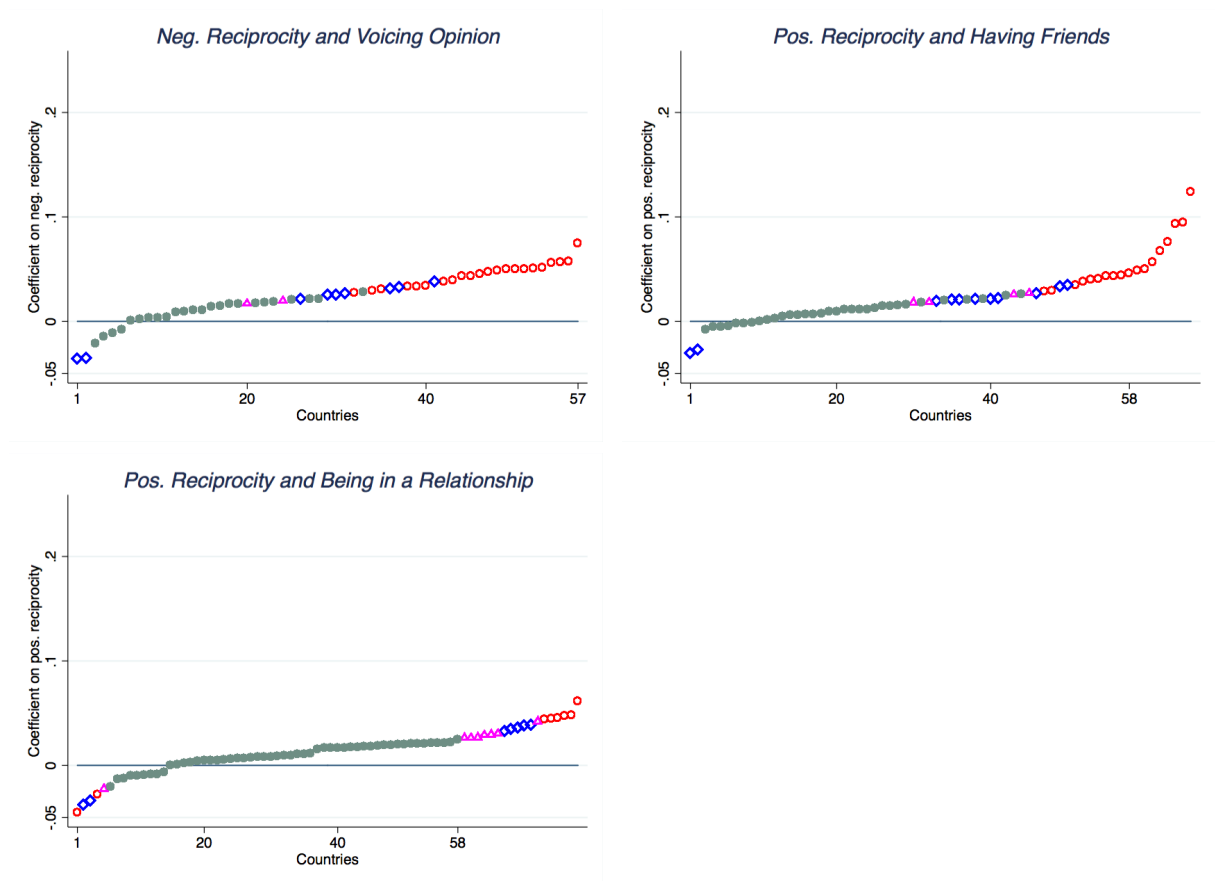 Neg. Reciprocity and Voicing Opinion
Coefficient on neg. reciprocity
.2
.1
0
-.05
1
20
40
57
Countries
Pos. Reciprocity and Having Friends
Coefficient on pos. reciprocity
.2
.1
0
-.05
1
20
40
58
Countries
Pos. Reciprocity and Being in a Relationship
Coefficient on pos. reciprocity
.2
.1
0
-.05
1
20
40
58
Countries